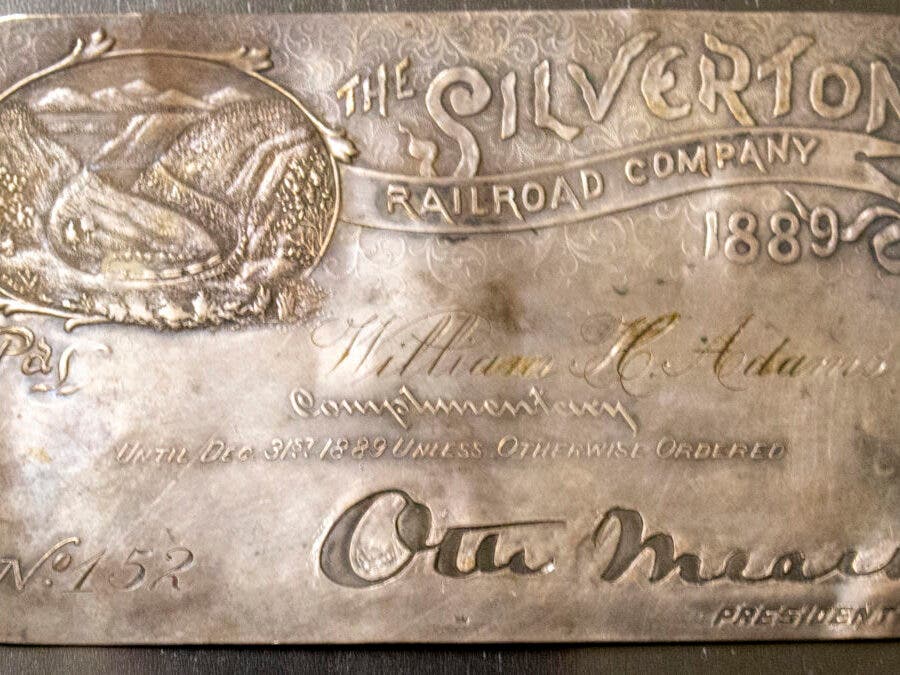 THE SILVERTON
RAILROAD COMPANY
1889
Pass
William H. Adams
Complimentary
UNTIL DEC. 31ST 1889 UNLESS OTHERWISE ORDERED
No. 152
Otto Mears
PRESIDENT